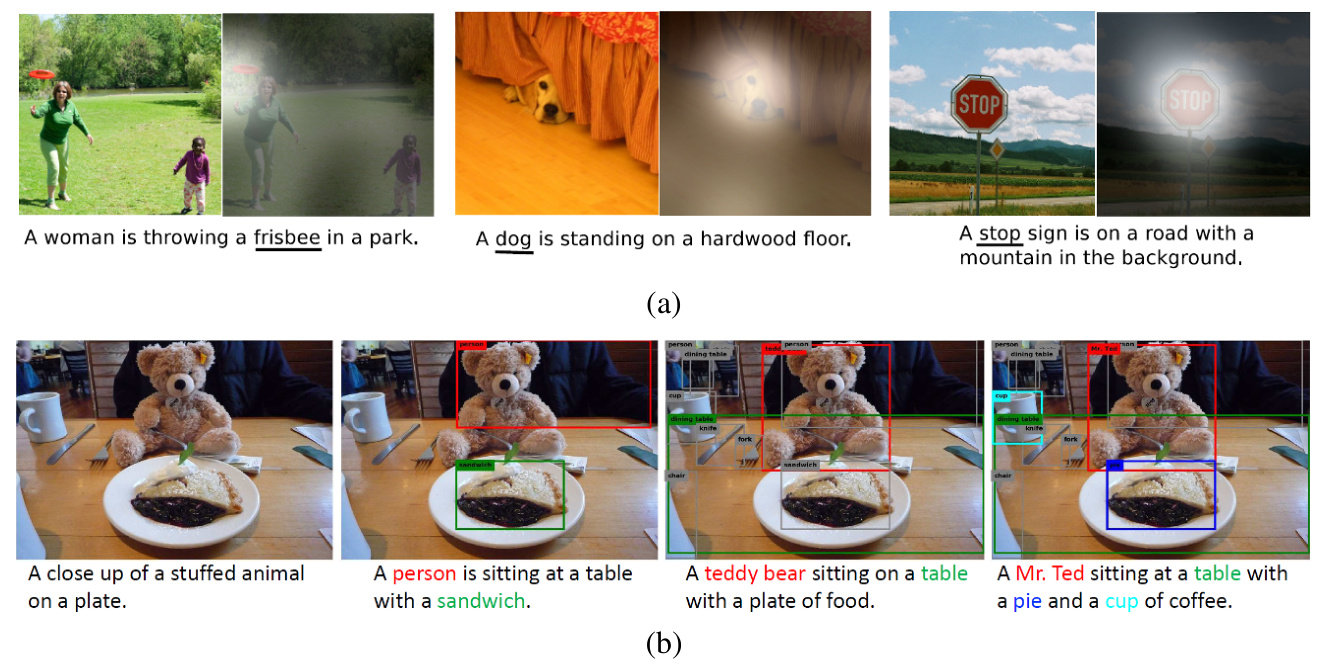 STOP
STOP
A woman is throwing a frisbee in a park.
A dog is standing on a hardwood floor.
A stop sign is on a road with a
mountain in the background.
(a)
person
sandwich
person
dining table
cup
dining table
knife
fork
chair
person
sandwich
person
dining table
cup
dining table
knife
fork
chair
Mr. Ted
A close up of a stuffed animal
on a plate.
A person is sitting at a table
with a sandwich.
A teddy bear sitting on a table
with a plate of food.
A Mr. Ted sitting at a table with
a pie and a cup of coffee.
(b)